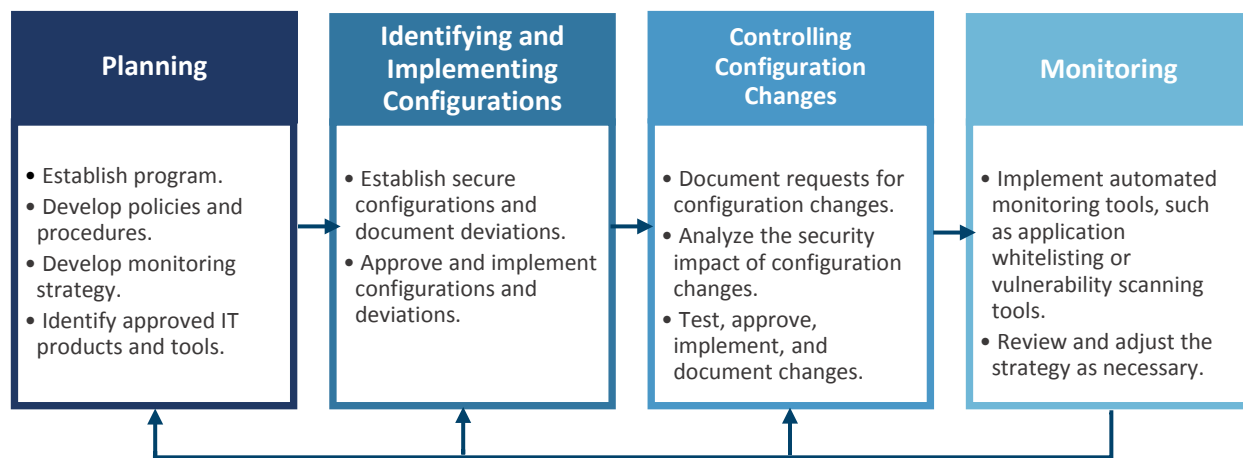 Planning
• Establish program.
• Develop policies and
procedures.
• Develop monitoring
strategy.
• Identify approved IT
products and tools.
Identifying and
Implementing
Configurations
• Establish secure
configurations and
document deviations.
• Approve and implement
configurations and
deviations.
Controlling
Configuration
Changes
• Document requests for
configuration changes.
• Analyze the security
impact of configuration
changes.
• Test, approve,
implement, and
document changes.
Monitoring
• Implement automated
monitoring tools, such
as application
whitelisting or
vulnerability scanning
tools.
• Review and adjust the
strategy as necessary.